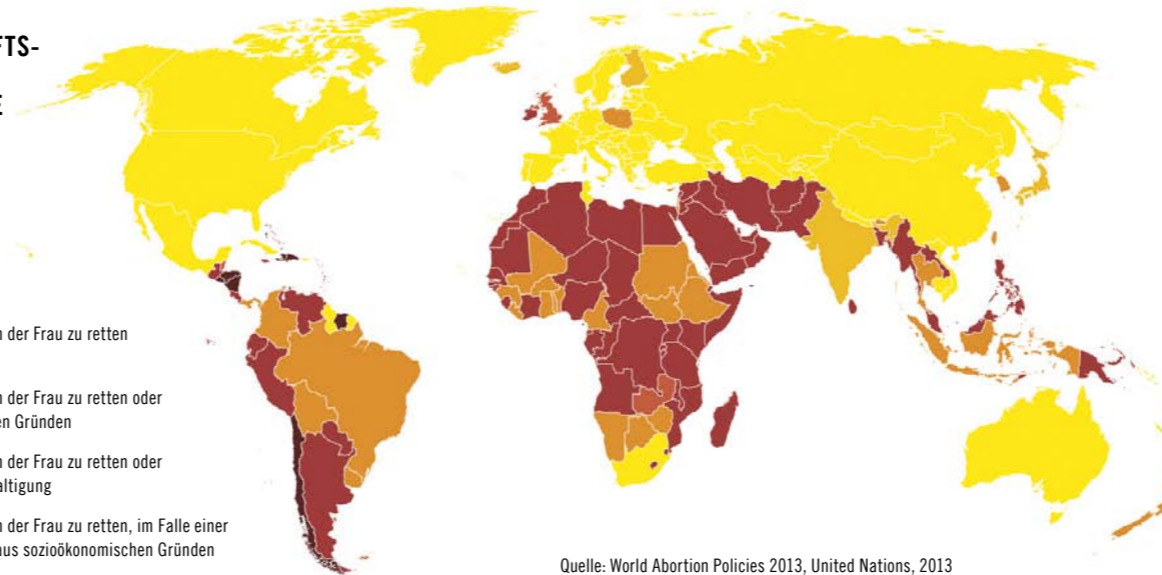 FTS-
E
n der Frau zu retten
n der Frau zu retten oder
en Gründen
n der Frau zu retten oder
altigung
n der Frau zu retten, im Falle einer
aus sozioökonomischen Gründen
Quelle: World Abortion Policies 2013, United Nations, 2013